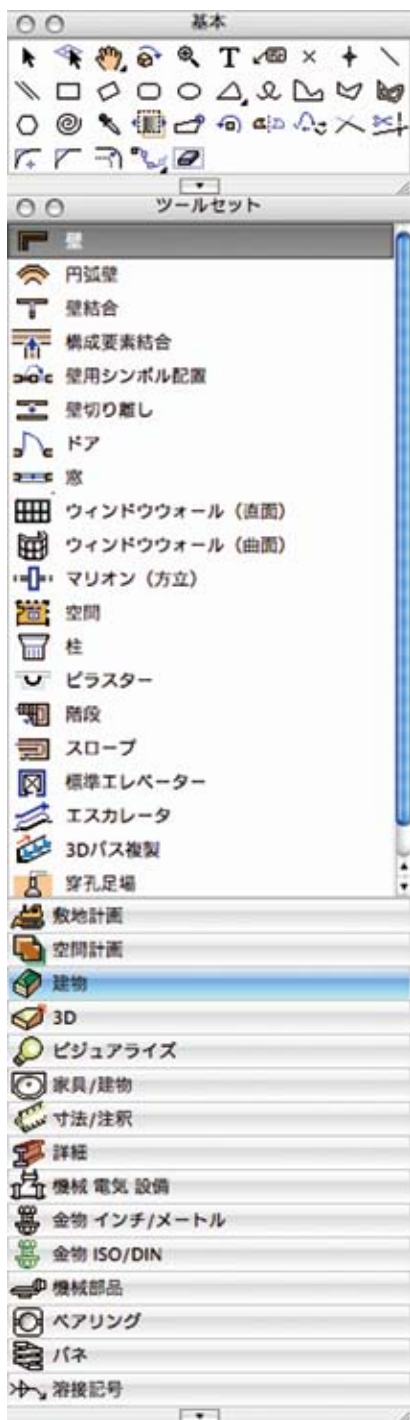 基本
ツールセット
壁
円弧壁
壁結合
構成要素結合
壁用シンボル配置
壁切り離し
ドア
窓
ウィンドウウォール（直面）
ウィンドウウォール（曲面）
マリオン（方立）
空間
柱
ピラスター
階段
スロープ
標準エレベーター
エスカレータ
3Dパス複製
穿孔足場
敷地計画
空間計画
建物
3D
ビジュアライズ
家具/建物
寸法/注釈
詳細
機械 電気 設備
金物 インチ/メートル
金物 ISO/DIN
機械部品
ベアリング
バネ
溶接記号